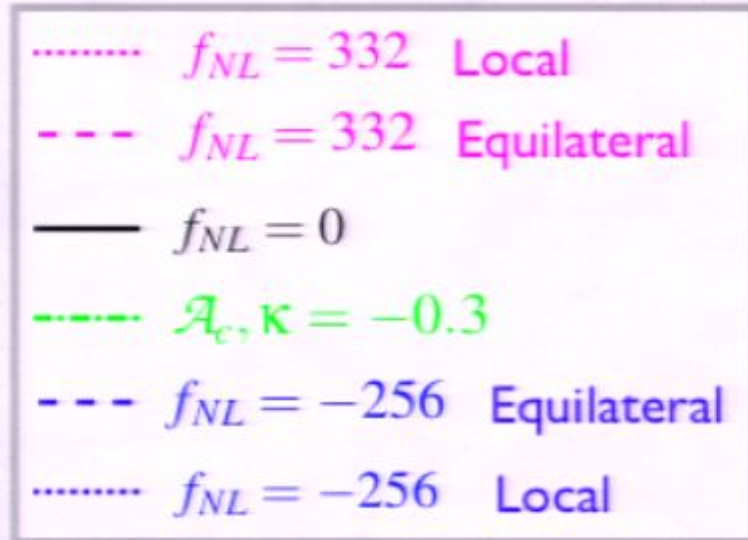 f_NL = 332 Local
f_NL = 332 Equilateral
f_NL = 0
𝒜_c, κ = −0.3
f_NL = −256 Equilateral
f_NL = −256 Local